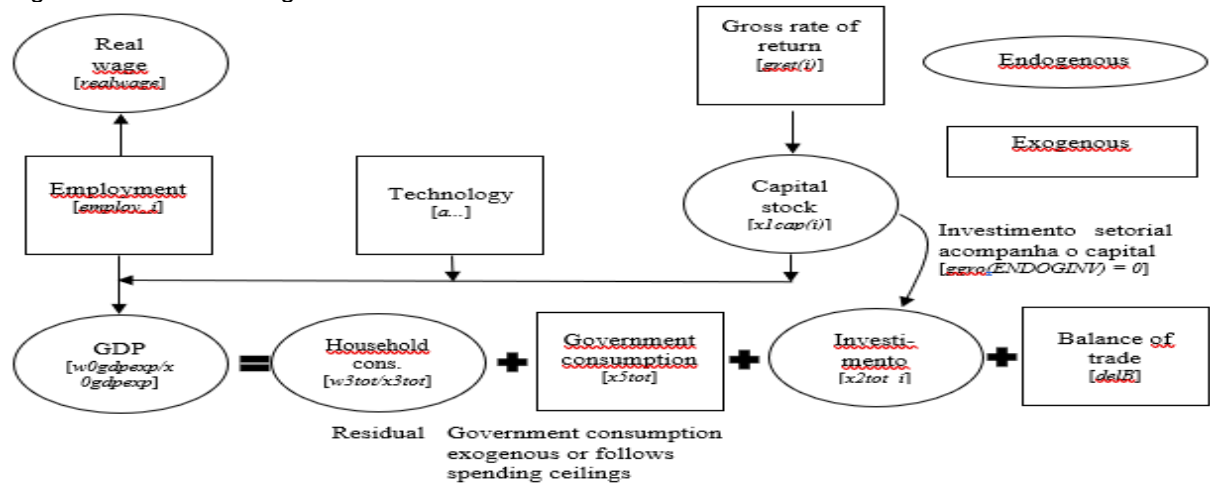 Real
wage
[realwage]
Gross rate of
return
[gret(i)]
Endogenous
Exogenous
Employment
[employ_i]
Technology
[a...]
Capital
stock
[x1cap(i)]
Investimento setorial
acompanha o capital
[ggro(ENDOGINV) = 0]
GDP
[w0gdpexp/x
0gdpexp]
=
Household
cons.
[w3tot/x3tot]
+
Government
consumption
[x5tot]
+
Investi-
mento
[x2tot_i]
+
Balance of
trade
[delB]
Residual
Government consumption
exogenous or follows
spending ceilings